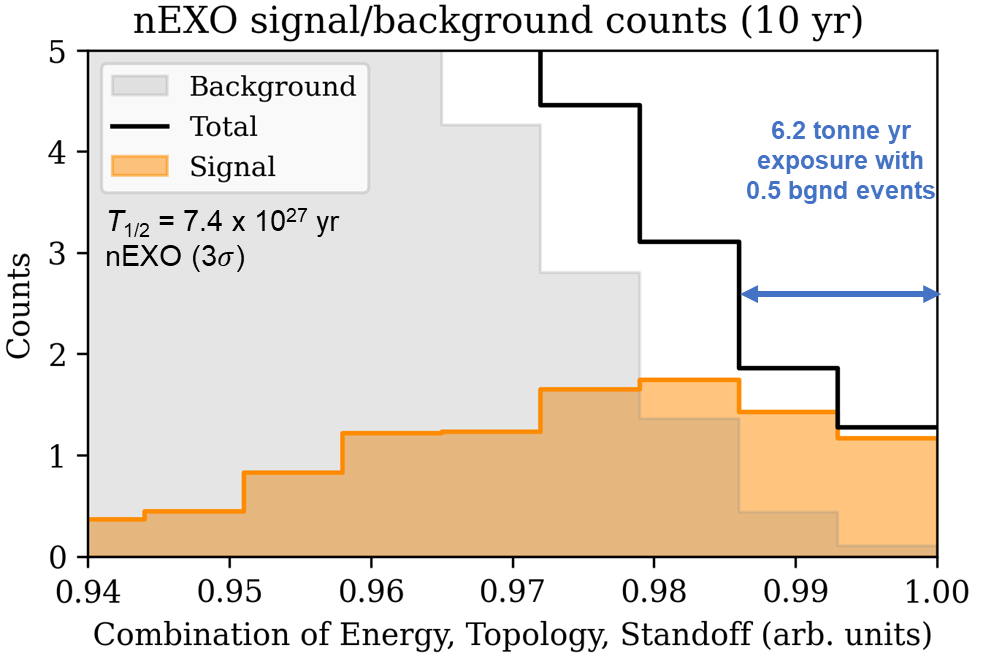 nEXO signal/background counts (10 yr)
Counts
5
4
3
2
1
0
Background
Total
Signal
T1/2 = 7.4 x 10²⁷ yr
nEXO (3σ)
6.2 tonne yr
exposure with
0.5 bgnd events
0.94 0.95 0.96 0.97 0.98 0.99 1.00
Combination of Energy, Topology, Standoff (arb. units)